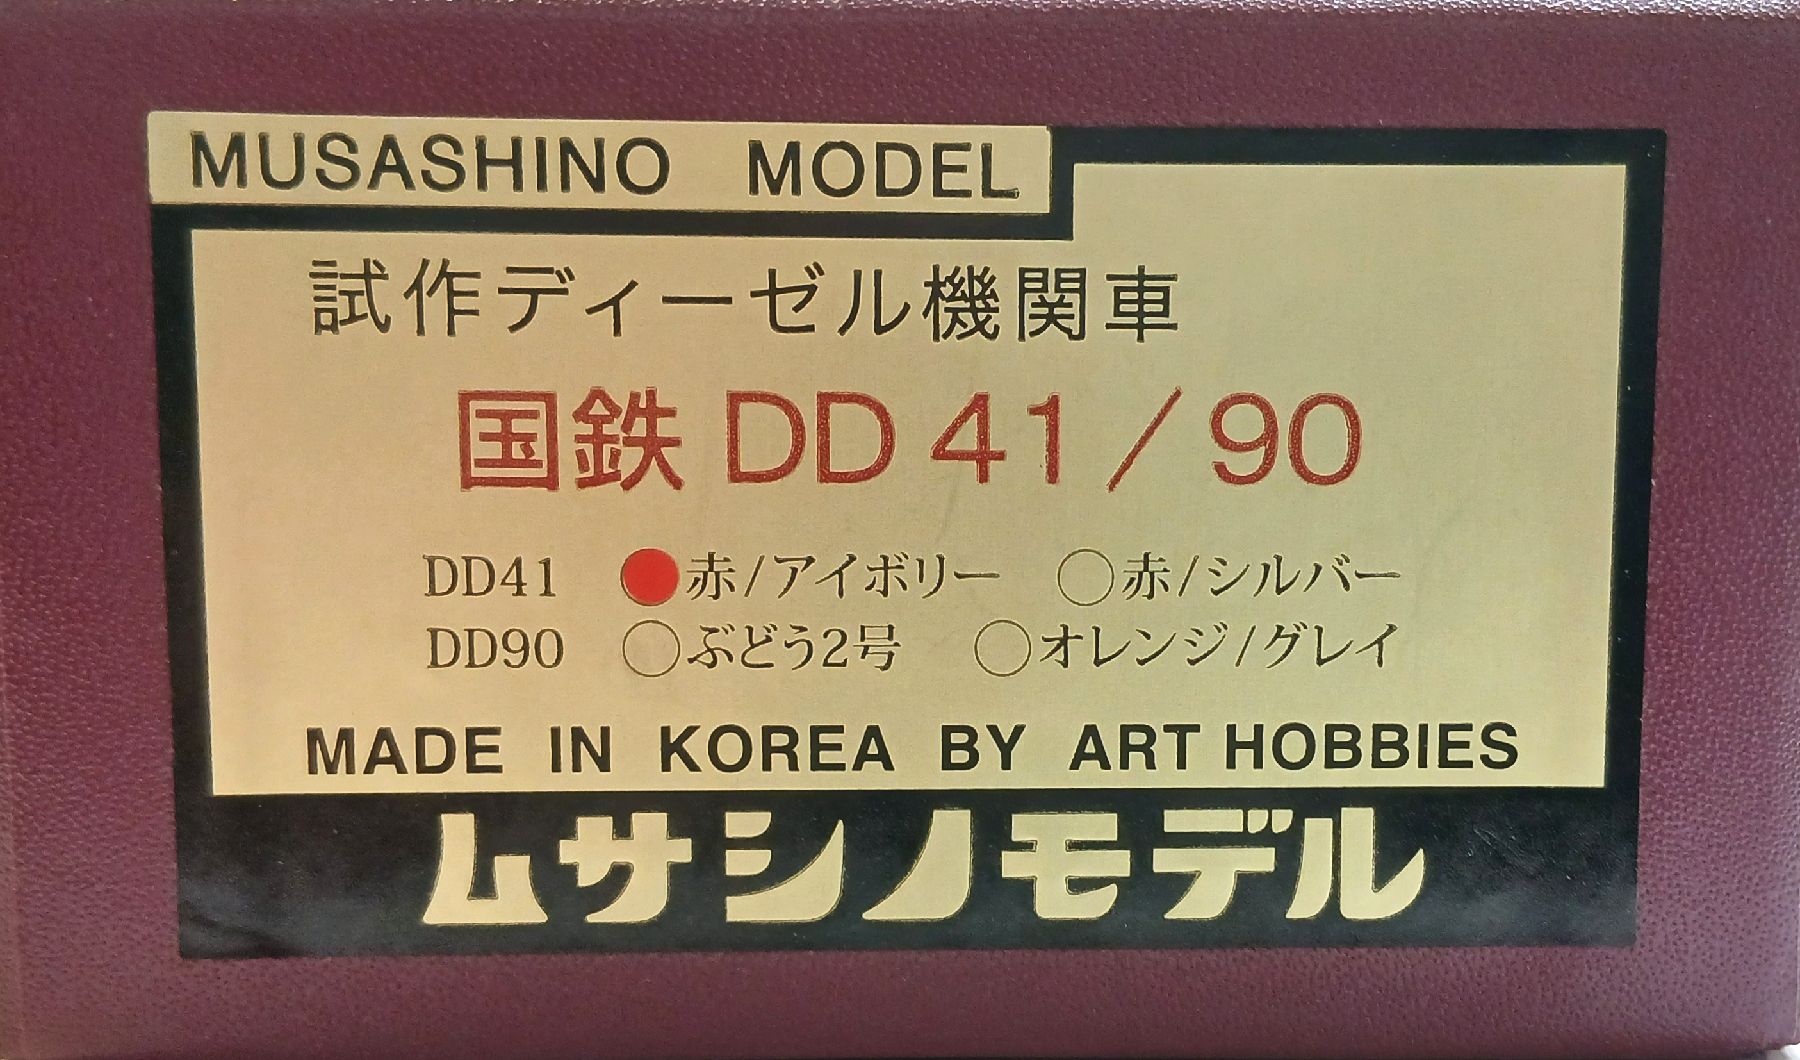 MUSASHINO MODEL
試作ディーゼル機関車
国鉄 DD 41 / 90
DD41 ●赤/アイボリー ○赤/シルバー
DD90 ○ぶどう2号 ○オレンジ/グレイ
MADE IN KOREA BY ART HOBBIES
ムサシノモデル